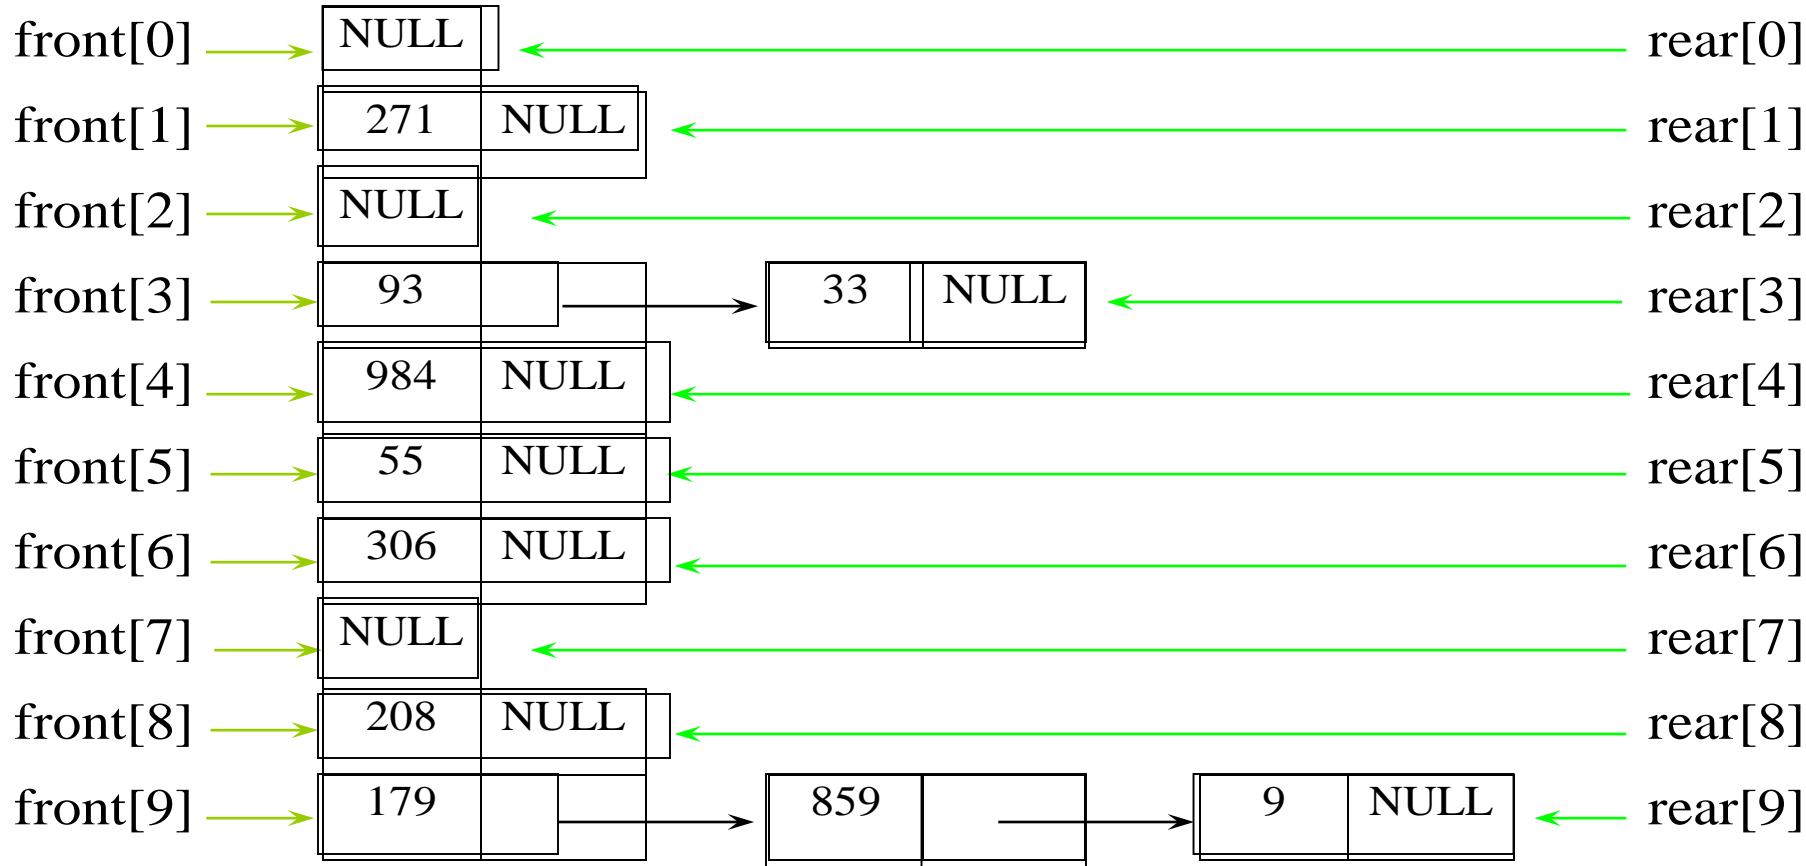 front[0] NULL rear[0]
front[1] 271 NULL rear[1]
front[2] NULL rear[2]
front[3] 93 33 NULL rear[3]
front[4] 984 NULL rear[4]
front[5] 55 NULL rear[5]
front[6] 306 NULL rear[6]
front[7] NULL rear[7]
front[8] 208 NULL rear[8]
front[9] 179 859 9 NULL rear[9]